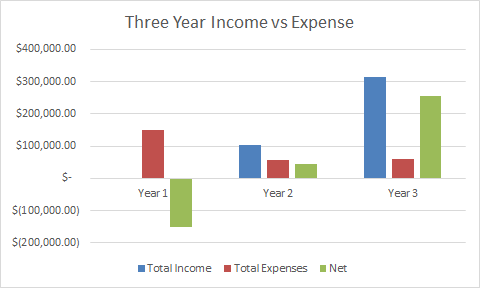 Three Year Income vs Expense
$400,000.00
$300,000.00
$200,000.00
$100,000.00
$-
$(100,000.00)
$(200,000.00)
Year 1 Year 2 Year 3
Total Income Total Expenses Net